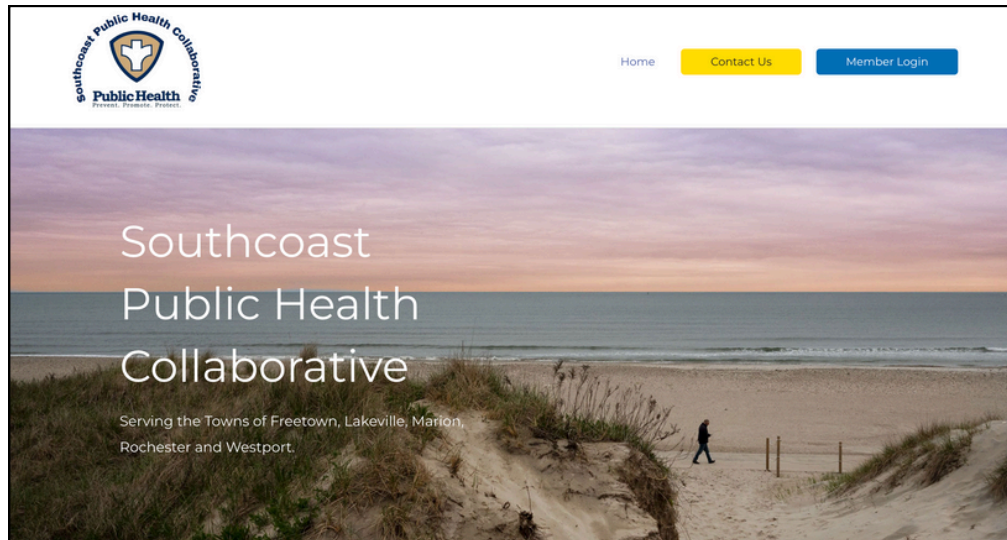 Southcoast Public Health Collaborative
Public Health
Prevent. Promote. Protect.
Home
Contact Us
Member Login
Southcoast
Public Health
Collaborative
Serving the Towns of Freetown, Lakeville, Marion,
Rochester and Westport.